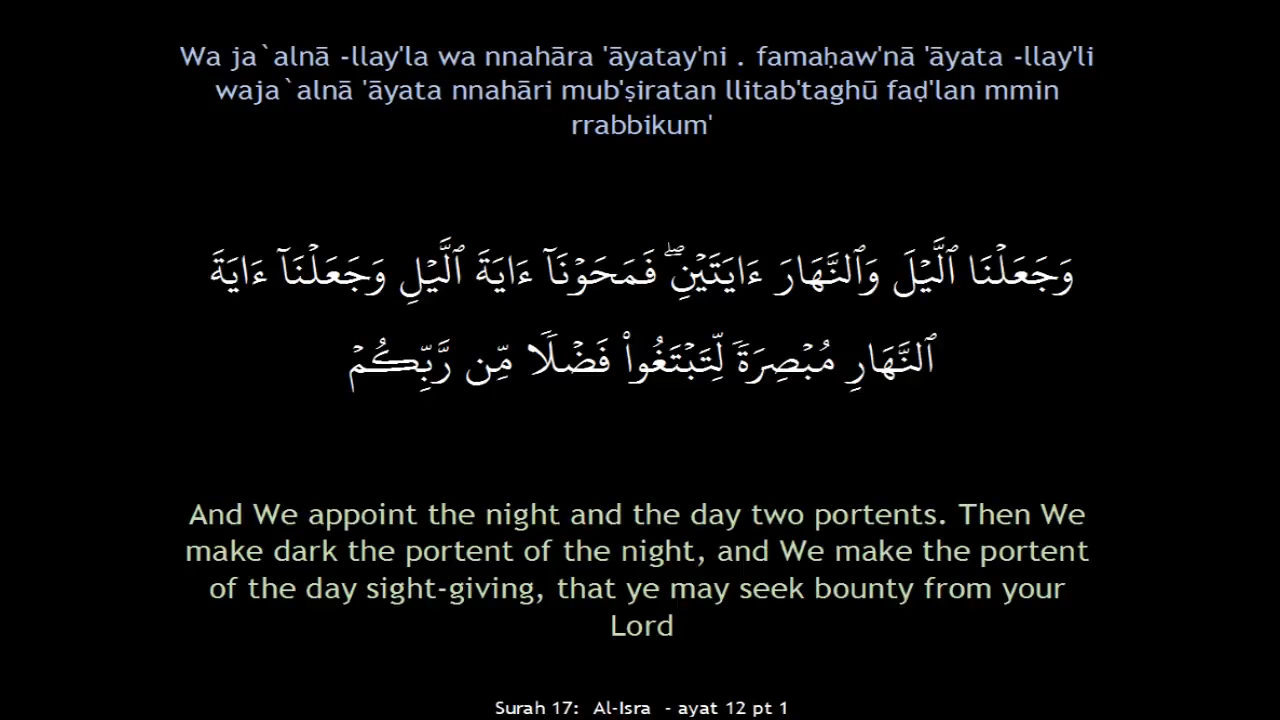 Wa ja`alnā -llay'la wa nnahāra 'āyatay'ni . famaḥaw'nā 'āyata -llay'li
waja`alnā 'āyata nnahāri mub'ṣiratan llitab'taghū faḍ'lan mmin
rrabbikum'
وَجَعَلْنَا ٱلَّيْلَ وَٱلنَّهَارَ ءَايَتَيْنِ ۖ فَمَحَوْنَآ ءَايَةَ ٱلَّيْلِ وَجَعَلْنَآ ءَايَةَ
ٱلنَّهَارِ مُبْصِرَةً لِّتَبْتَغُوا۟ فَضْلًا مِّن رَّبِّكُمْ
And We appoint the night and the day two portents. Then We
make dark the portent of the night, and We make the portent
of the day sight-giving, that ye may seek bounty from your
Lord
Surah 17: Al-Isra - ayat 12 pt 1